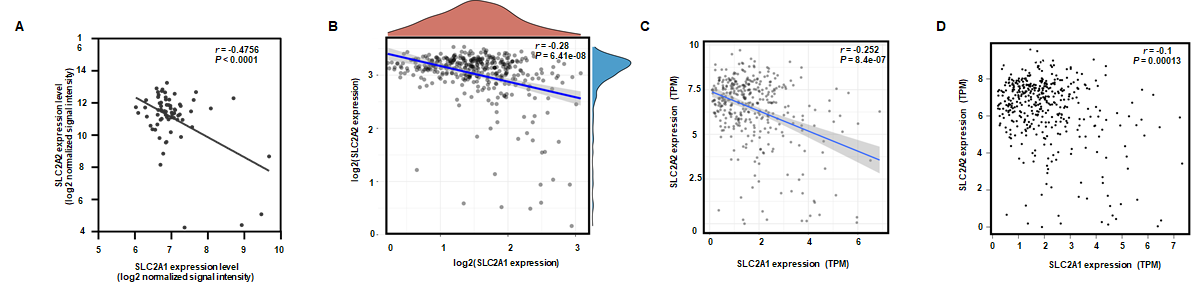 A
r = -0.4756
P < 0.0001
SLC2A2 expression level
(log2 normalized signal intensity)
1
6
14
12
10
8
6
4
5 6 7 8 9 10
SLC2A1 expression level
(log2 normalized signal intensity)
B
r = -0.28
P = 6.41e-08
log2(SLC2A2 expression)
3
2
1
0
0 1 2 3
log2(SLC2A1 expression)
C
r = -0.252
P = 8.4e-07
SLC2A2 expression (TPM)
10
7.5
5
2.5
0
0 2 4 6
SLC2A1 expression (TPM)
D
r = -0.1
P = 0.00013
SLC2A2 expression (TPM)
8
6
4
2
0
0 1 2 3 4 5 6 7
SLC2A1 expression (TPM)